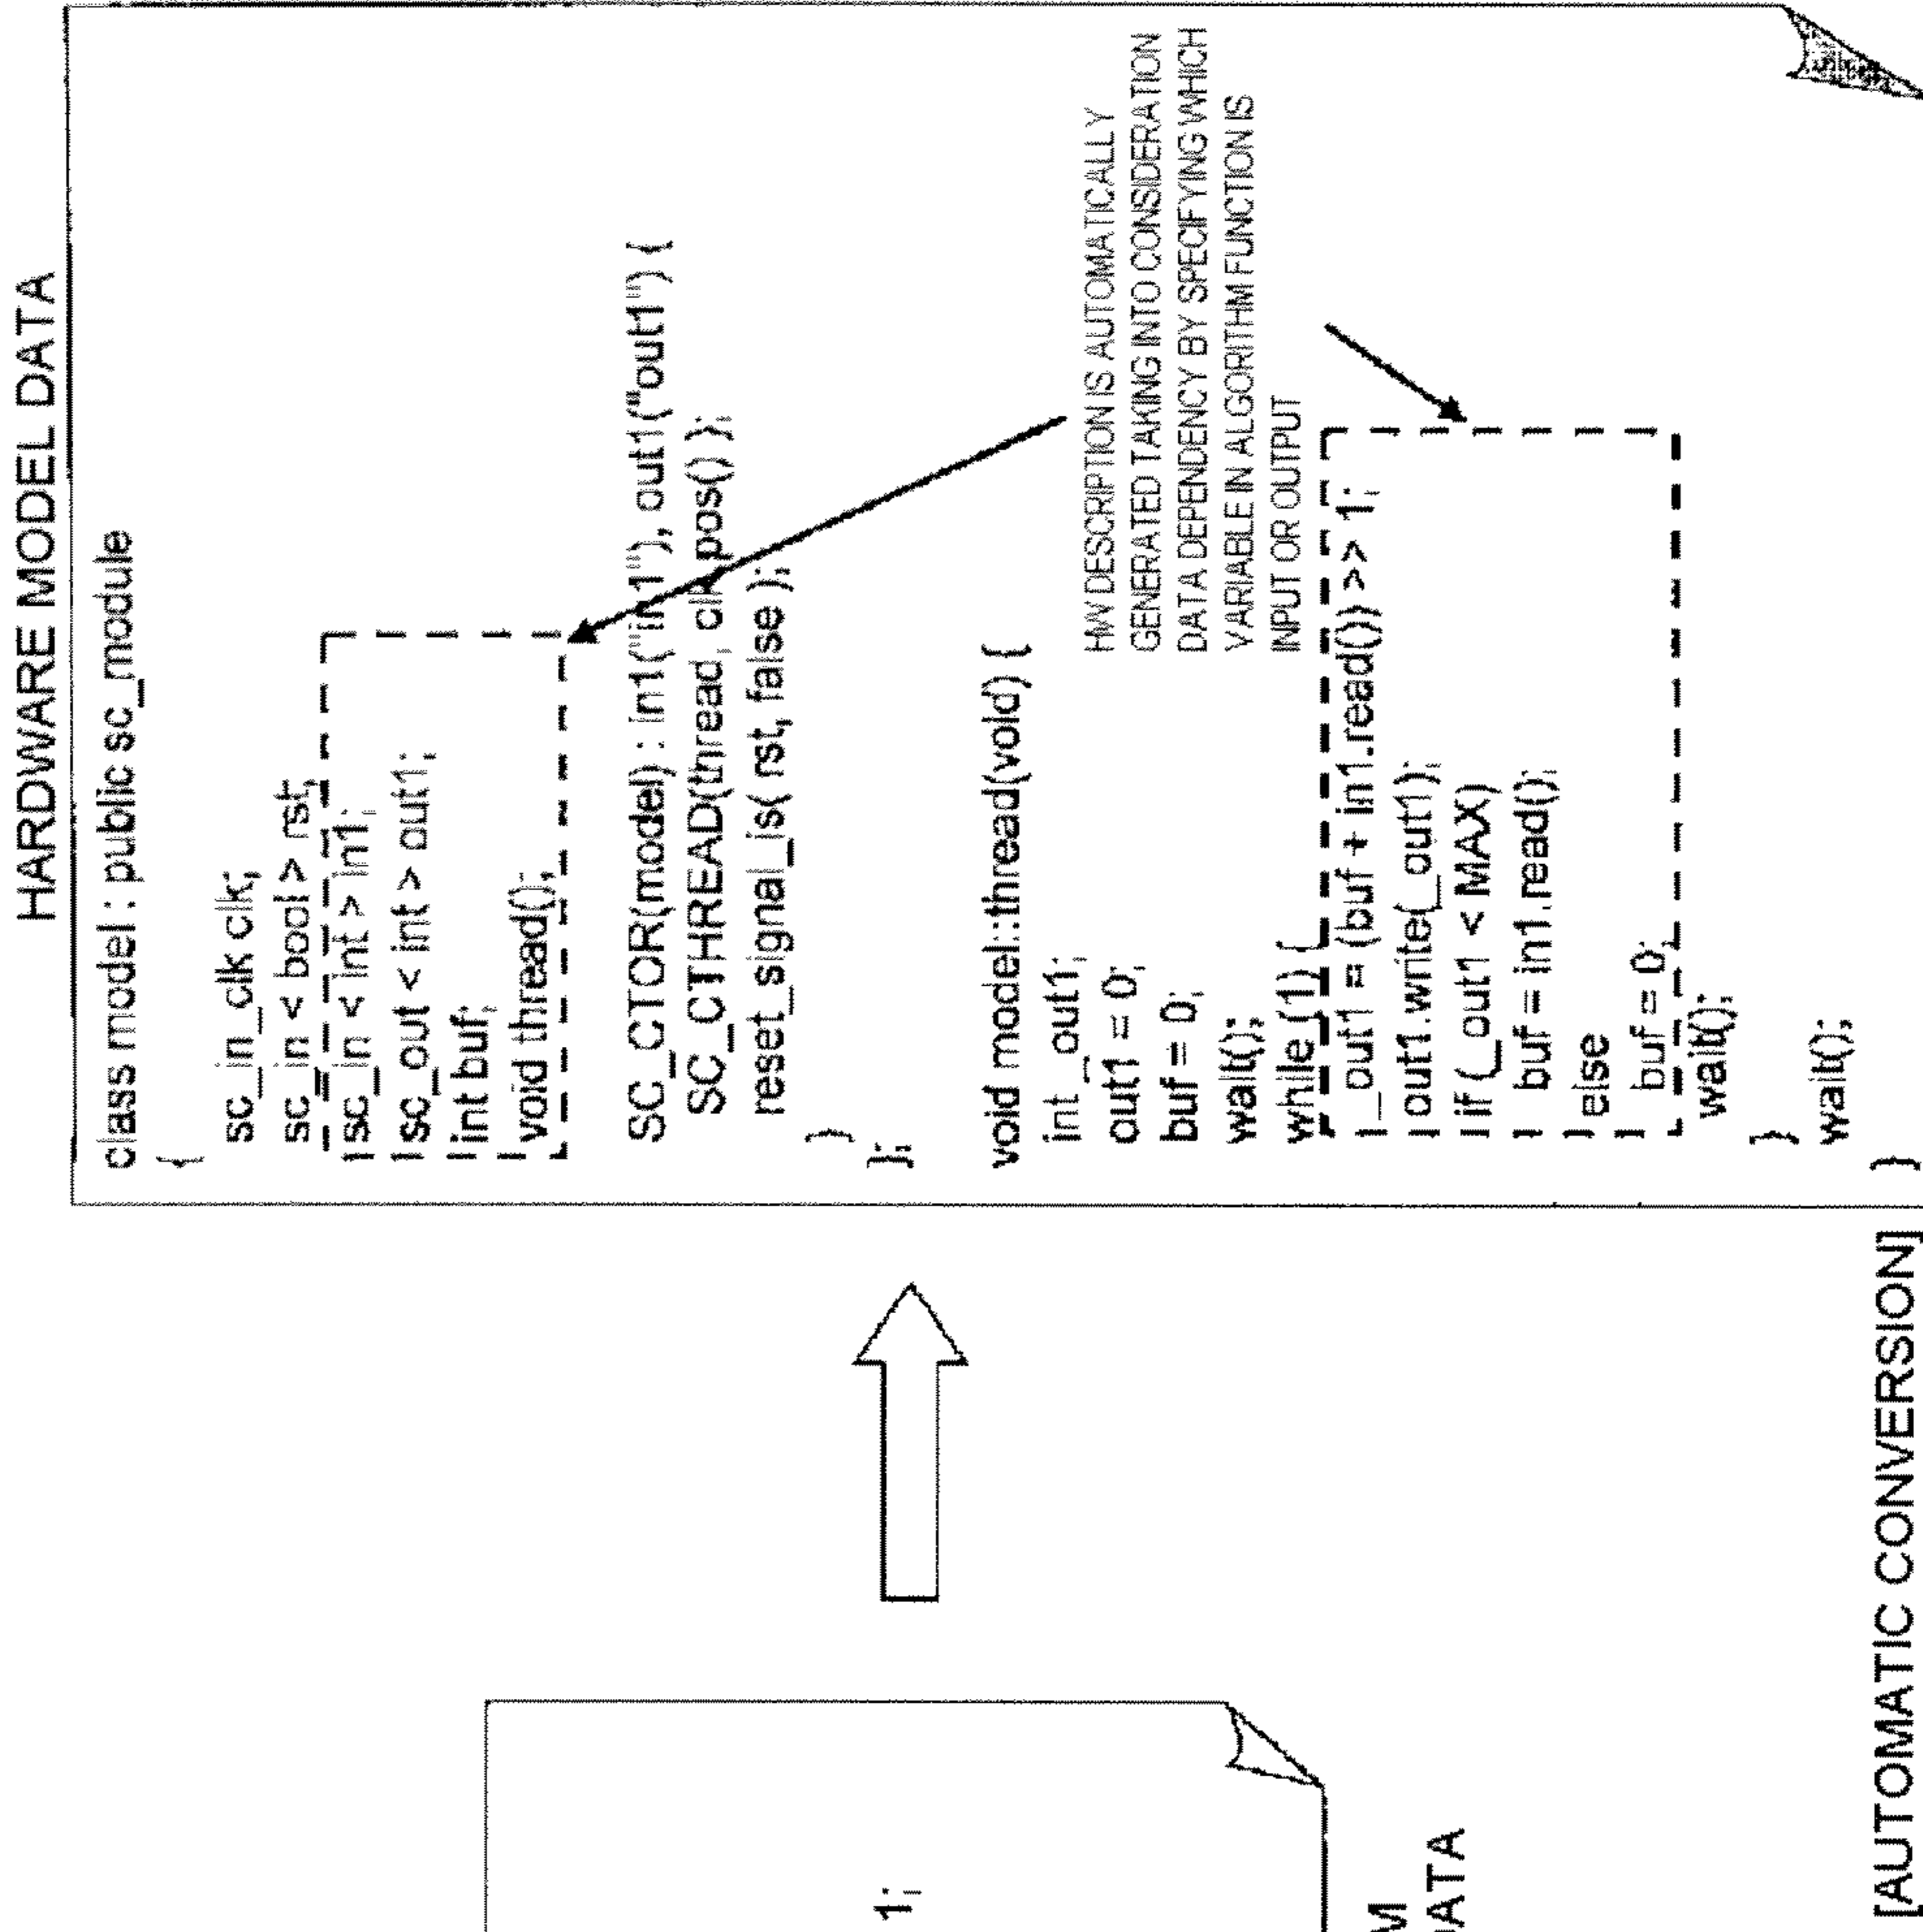 HARDWARE MODEL DATA
class model : public sc_module
{
sc_in_clk clk;
sc_in < bool > rst;
sc_in < int > in1;
sc_out < int > out1;
int buf;
void thread();
SC_CTOR(model) : in1("in1"), out1("out1") {
SC_CTHREAD(thread, clk.pos() );
reset_signal_is( rst, false );
}
};
void model::thread(void) {
int _out1;
out1 = 0;
buf = 0;
wait();
while (1) {
_out1 = (buf + in1.read()) >> 1;
out1.write(_out1);
if (_out1 < MAX)
buf = in1.read();
else
buf = 0;
wait();
}
wait();
}
HW DESCRIPTION IS AUTOMATICALLY
GENERATED TAKING INTO CONSIDERATION
DATA DEPENDENCY BY SPECIFYING WHICH
VARIABLE IN ALGORITHM FUNCTION IS
INPUT OR OUTPUT
1;
M
ATA
[AUTOMATIC CONVERSION]